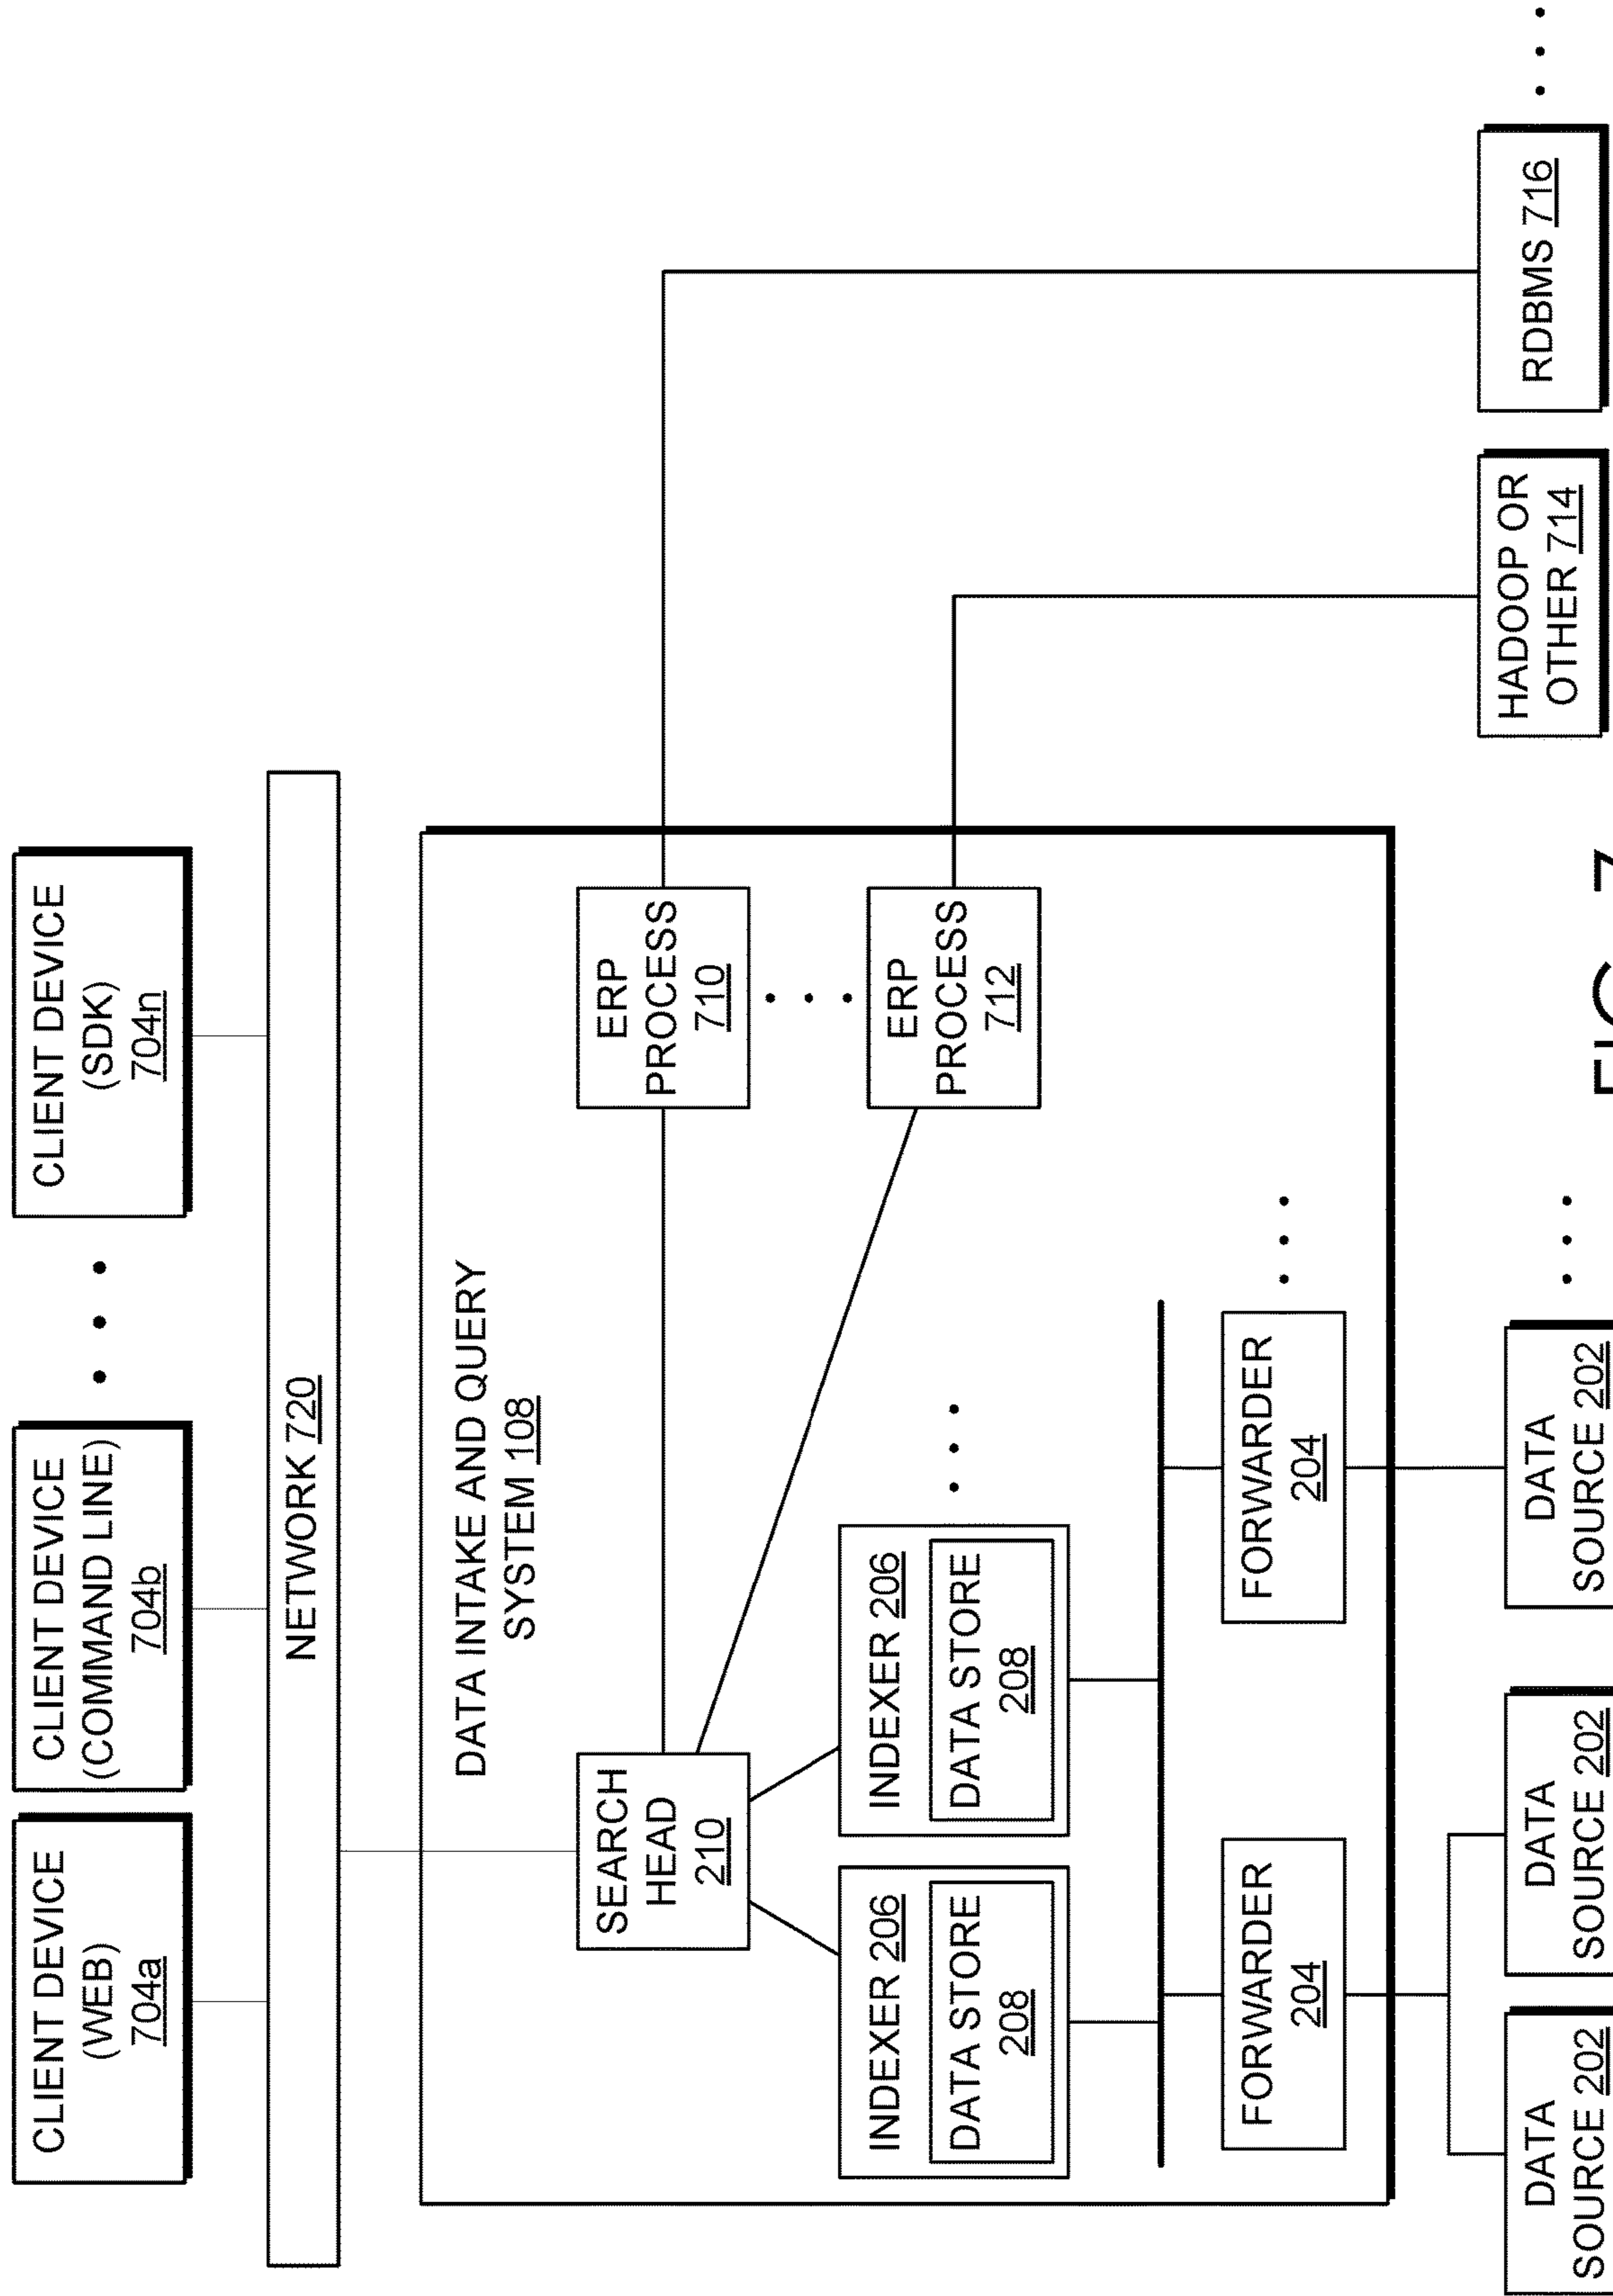 CLIENT DEVICE
(WEB)
704a
CLIENT DEVICE
(COMMAND LINE)
704b
CLIENT DEVICE
(SDK)
704n
NETWORK 720
DATA INTAKE AND QUERY
SYSTEM 108
SEARCH
HEAD
210
ERP
PROCESS
710
ERP
PROCESS
712
INDEXER 206
DATA STORE
208
INDEXER 206
DATA STORE
208
FORWARDER
204
FORWARDER
204
DATA
SOURCE 202
DATA
SOURCE 202
DATA
SOURCE 202
HADOOP OR
OTHER 714
RDBMS 716